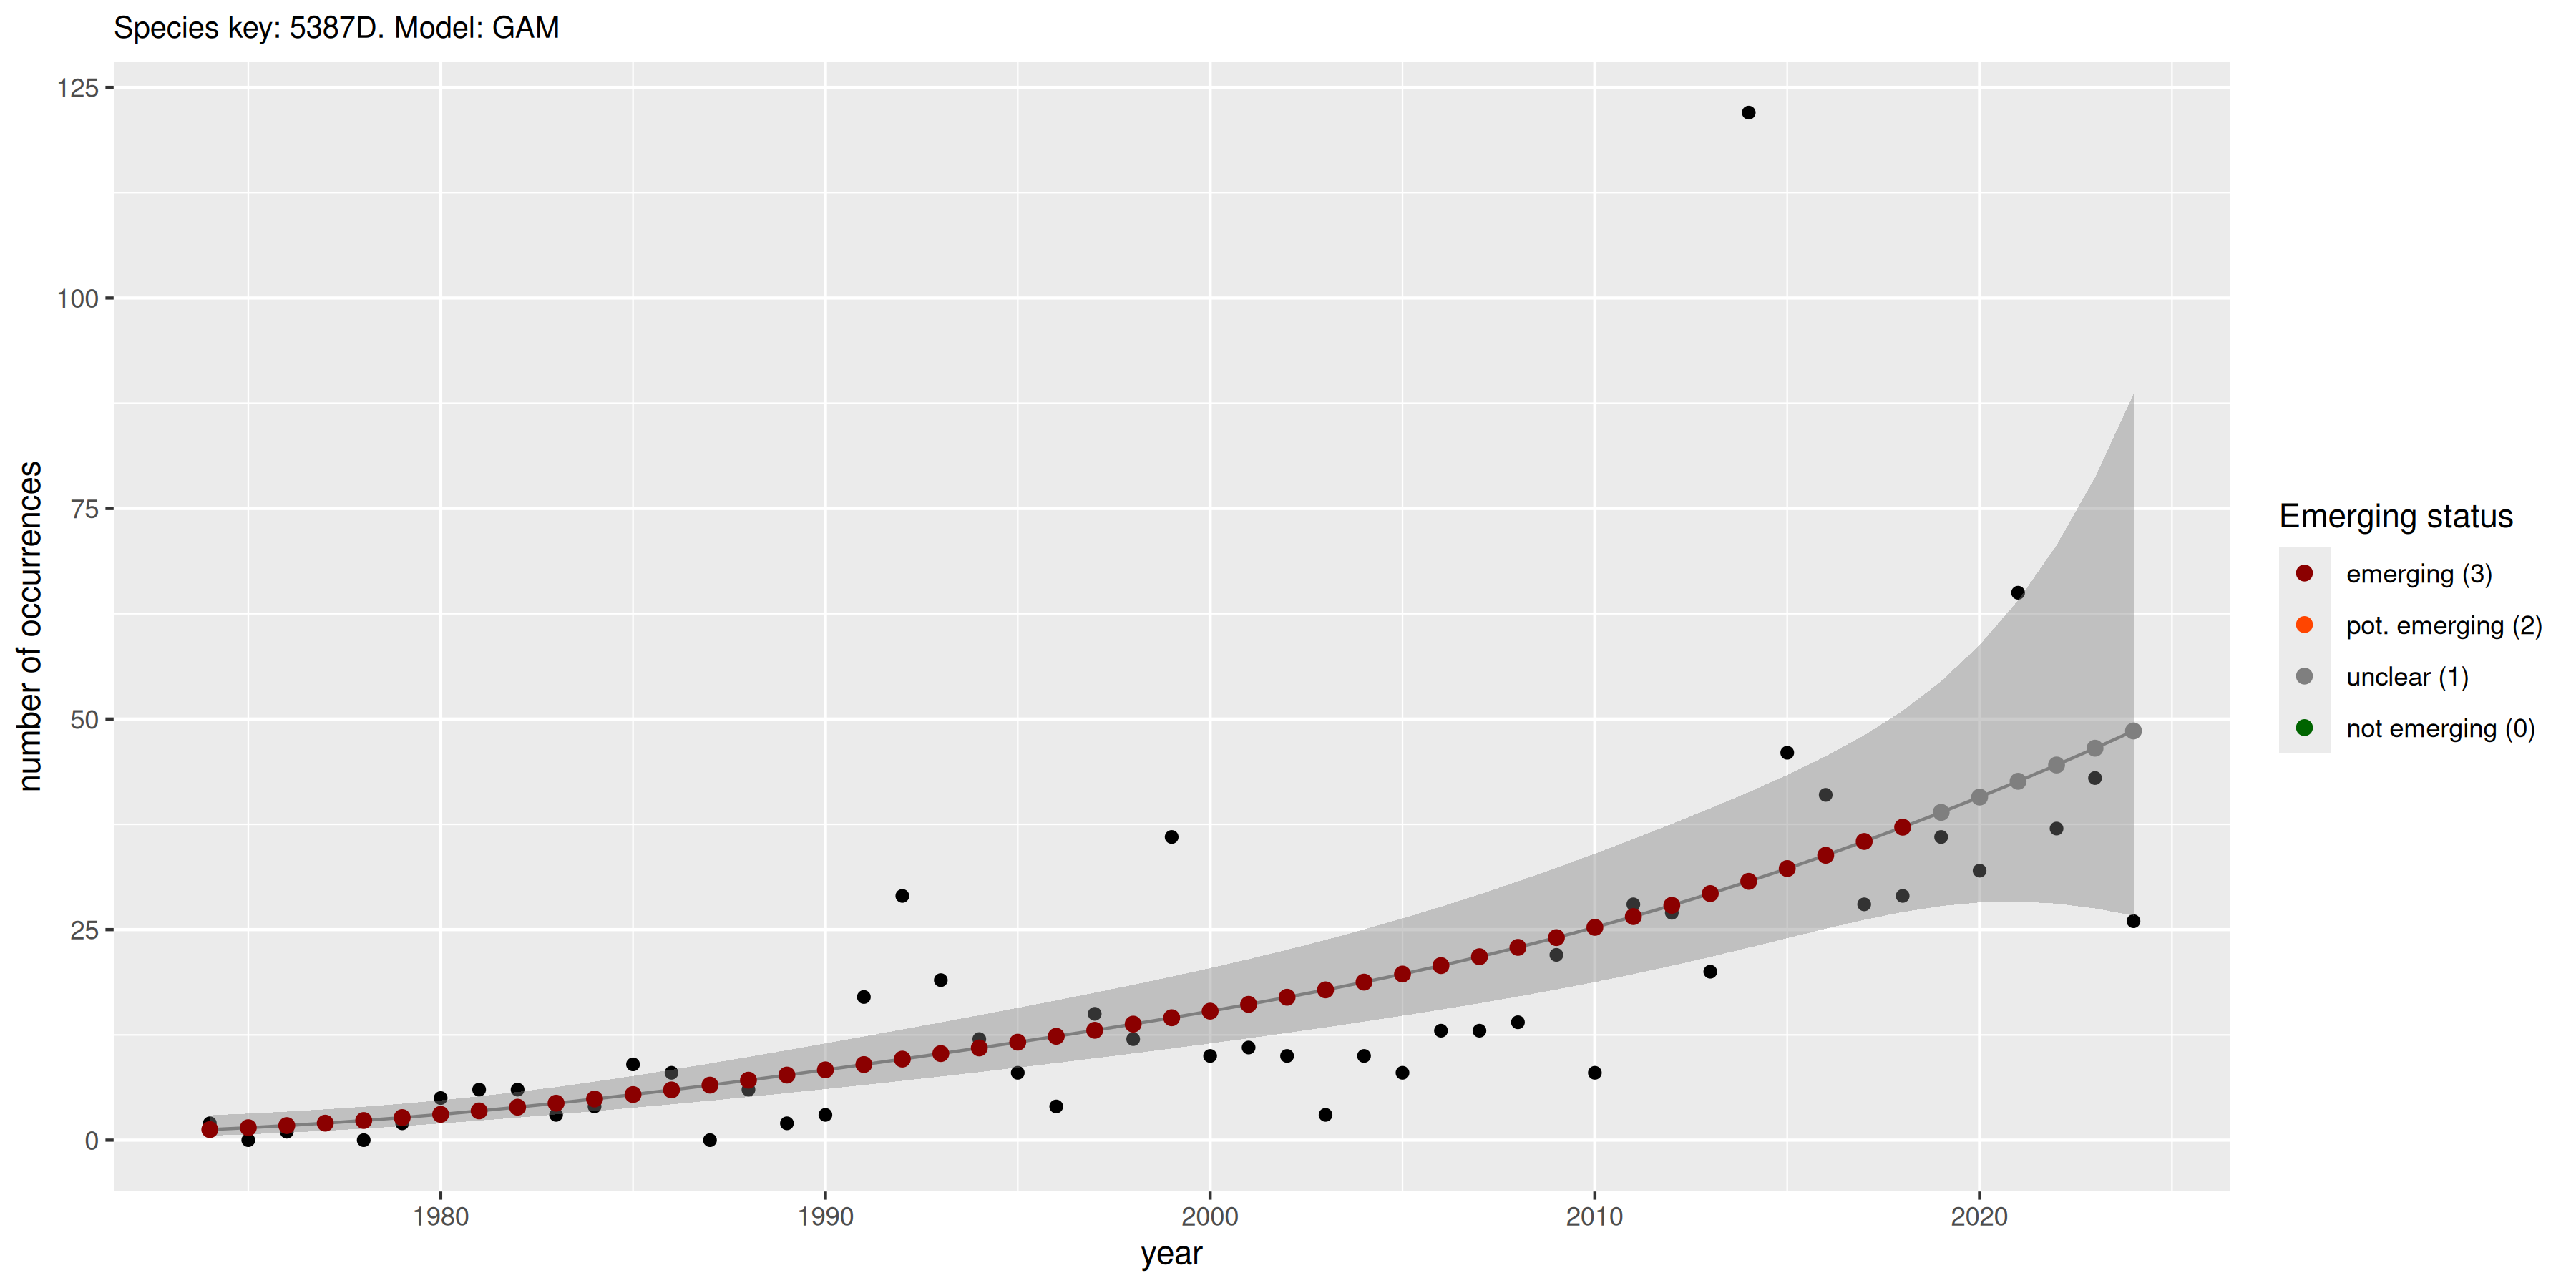 Species key: 5387D. Model: GAM
125
100
75
50
25
0
number of occurrences
1980
1990
2000
2010
2020
year
Emerging status
emerging (3)
pot. emerging (2)
unclear (1)
not emerging (0)